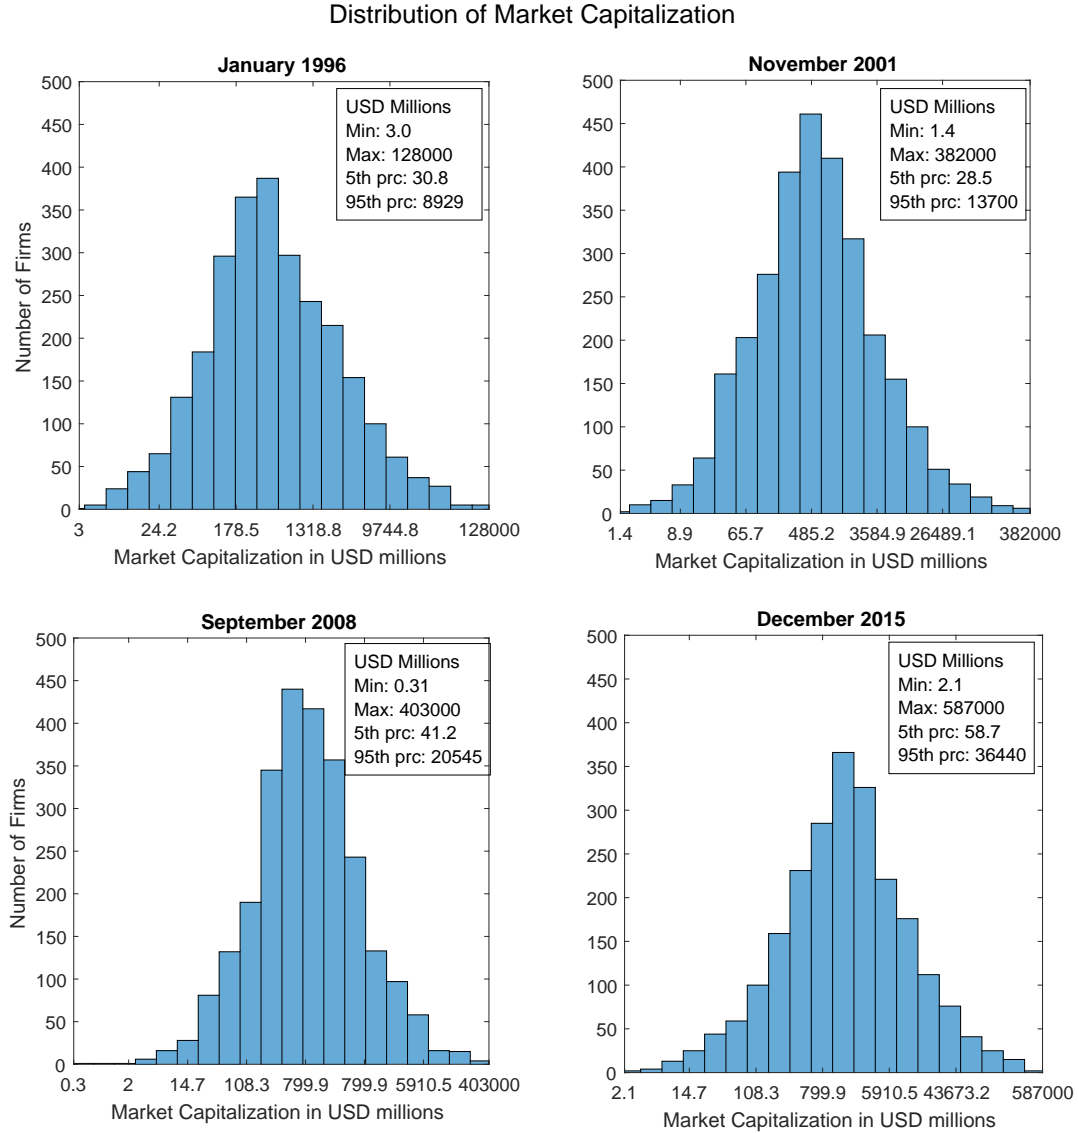 Distribution of Market Capitalization
January 1996
500
450
400
350
300
250
200
150
100
50
0
Number of Firms
USD Millions
Min: 3.0
Max: 128000
5th prc: 30.8
95th prc: 8929
3 24.2 178.5 1318.8 9744.8 128000
Market Capitalization in USD millions
November 2001
500
450
400
350
300
250
200
150
100
50
0
USD Millions
Min: 1.4
Max: 382000
5th prc: 28.5
95th prc: 13700
1.4 8.9 65.7 485.2 3584.9 26489.1 382000
Market Capitalization in USD millions
September 2008
500
450
400
350
300
250
200
150
100
50
0
Number of Firms
USD Millions
Min: 0.31
Max: 403000
5th prc: 41.2
95th prc: 20545
0.3 2 14.7 108.3 799.9 799.9 5910.5 403000
Market Capitalization in USD millions
December 2015
500
450
400
350
300
250
200
150
100
50
0
USD Millions
Min: 2.1
Max: 587000
5th prc: 58.7
95th prc: 36440
2.1 14.7 108.3 799.9 5910.5 43673.2 587000
Market Capitalization in USD millions